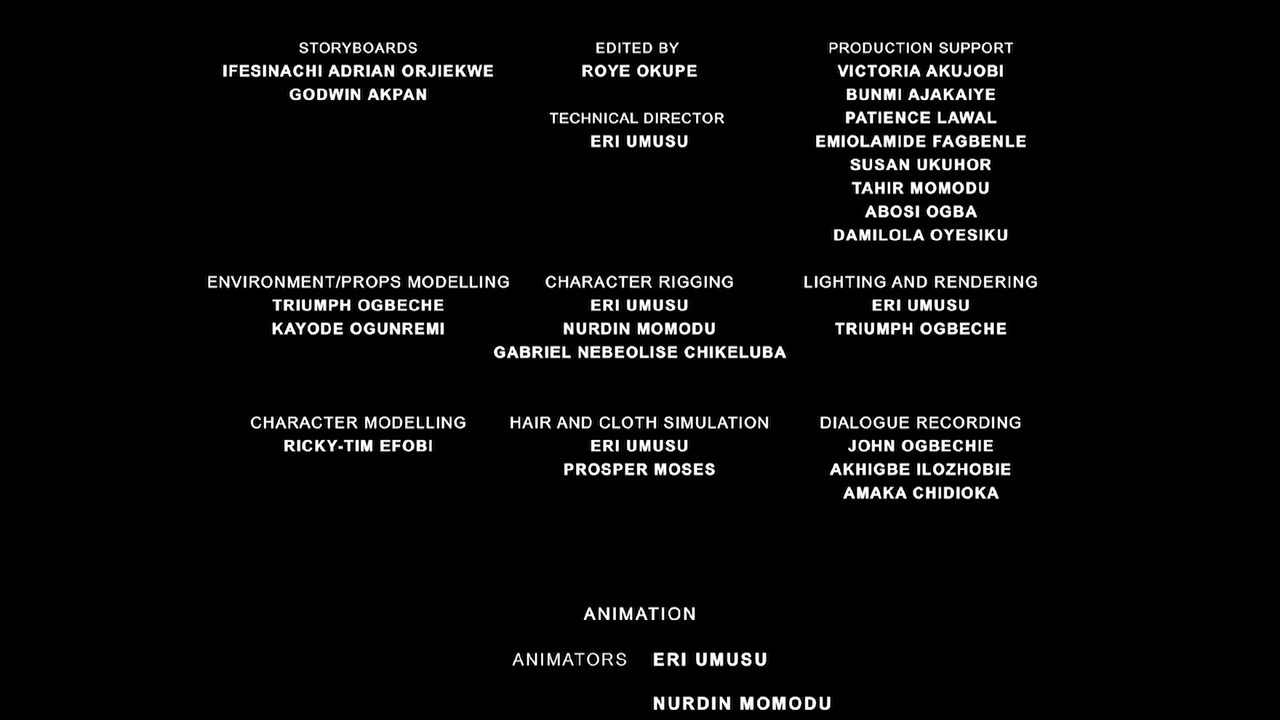 STORYBOARDS
IFESINACHI ADRIAN ORJIEKWE
GODWIN AKPAN
EDITED BY
ROYE OKUPE
TECHNICAL DIRECTOR
ERI UMUSU
PRODUCTION SUPPORT
VICTORIA AKUJOBI
BUNMI AJAKAIYE
PATIENCE LAWAL
EMIOLAMIDE FAGBENLE
SUSAN UKUHOR
TAHIR MOMODU
ABOSI OGBA
DAMILOLA OYESIKU
ENVIRONMENT/PROPS MODELLING
TRIUMPH OGBECHE
KAYODE OGUNREMI
CHARACTER RIGGING
ERI UMUSU
NURDIN MOMODU
GABRIEL NEBEOLISE CHIKELUBA
LIGHTING AND RENDERING
ERI UMUSU
TRIUMPH OGBECHE
CHARACTER MODELLING
RICKY-TIM EFOBI
HAIR AND CLOTH SIMULATION
ERI UMUSU
PROSPER MOSES
DIALOGUE RECORDING
JOHN OGBECHIE
AKHIGBE ILOZHOBIE
AMAKA CHIDIOKA
ANIMATION
ANIMATORS ERI UMUSU
NURDIN MOMODU